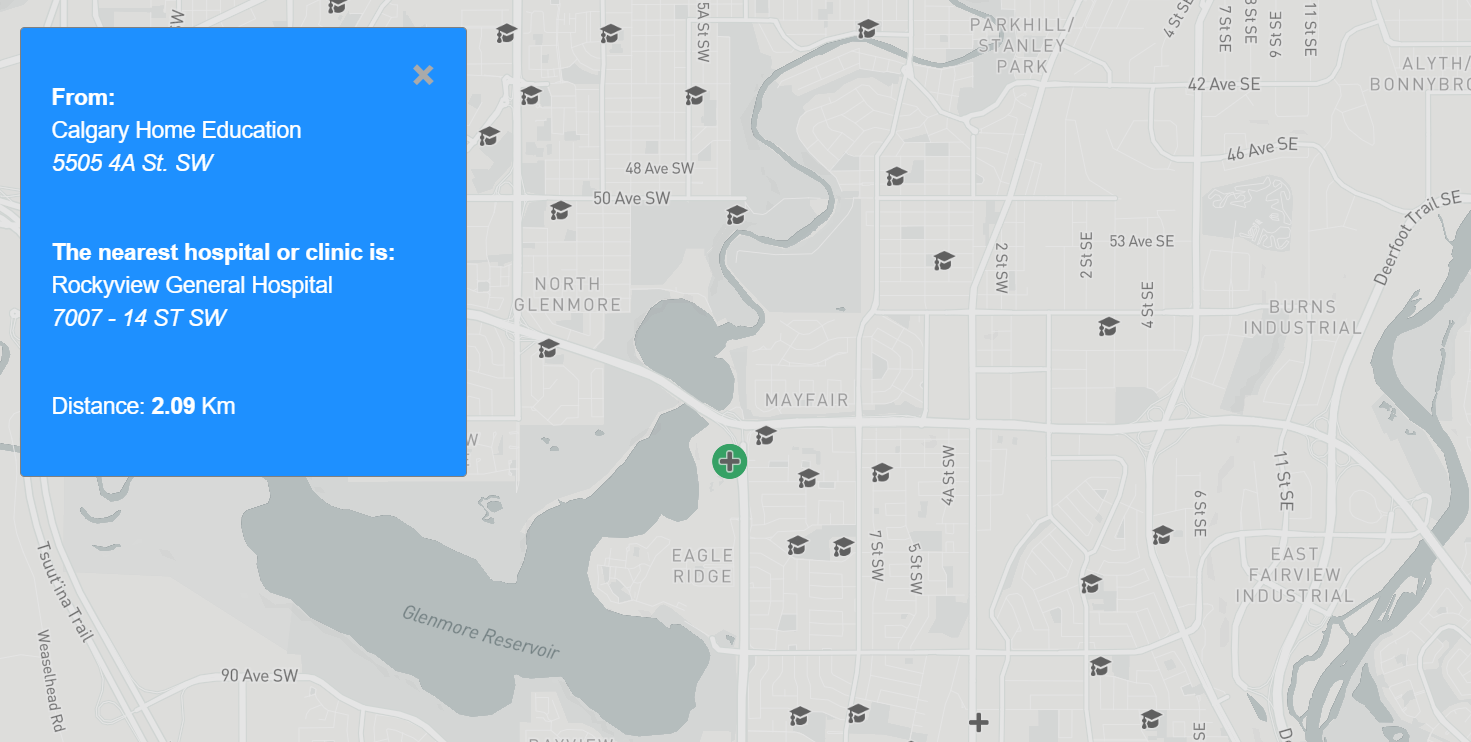 From:
Calgary Home Education
5505 4A St. SW
The nearest hospital or clinic is:
Rockyview General Hospital
7007 - 14 ST SW
Distance: 2.09 Km
5A St SW
PARKHILL/
STANLEY
PARK
4 St SE
7 St SE
11 St SE
ALYTH/
42 Ave SE
46 Ave SE
48 Ave SW
50 Ave SW
Deerfoot Trail SE
53 Ave SE
2 St SW
2 St SE
4 St SE
NORTH
GLENMORE
BURNS
INDUSTRIAL
MAYFAIR
4A St SW
11 St SE
6 St SE
7 St SW
5 St SW
EAGLE
RIDGE
EAST
FAIRVIEW
INDUSTRIAL
Tsuut'ina Trail
Glenmore Reservoir
Weaselhead Rd
90 Ave SW